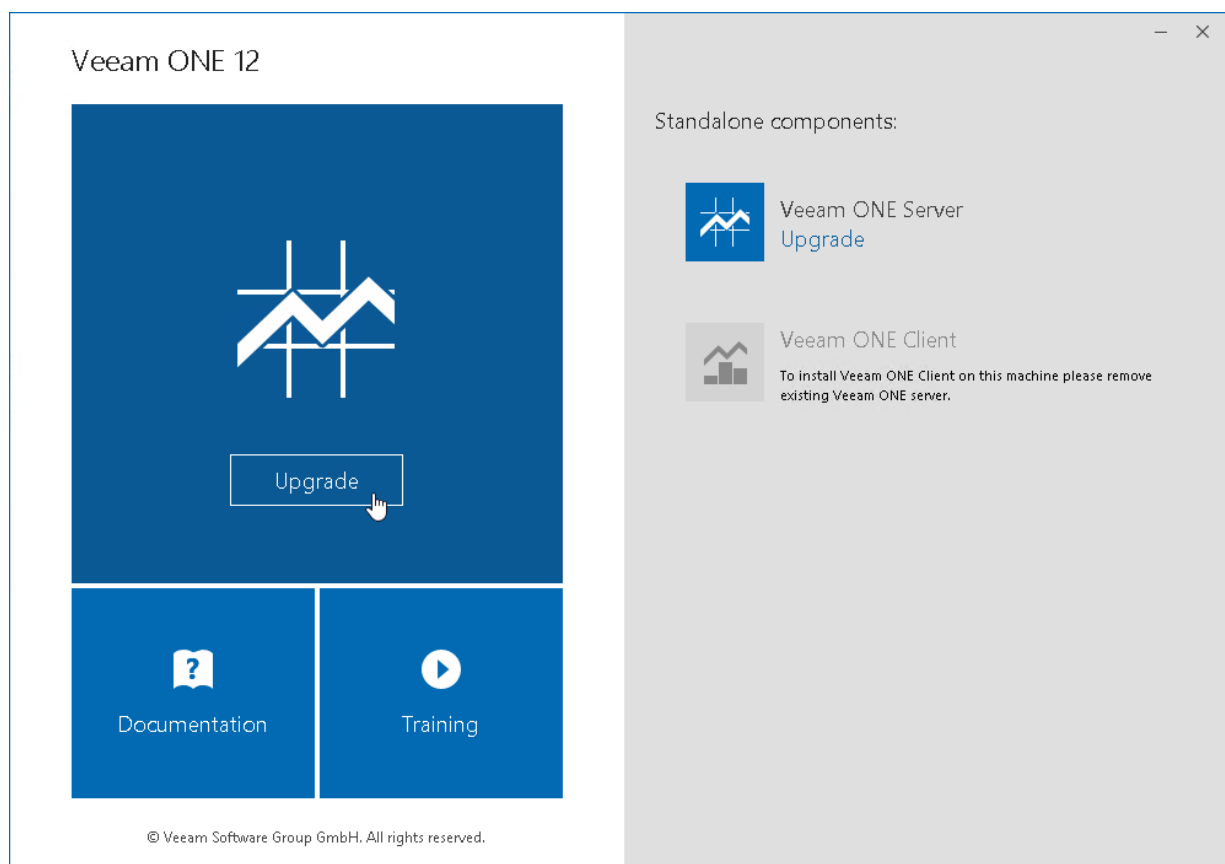 Veeam ONE 12
Upgrade
Documentation
Training
© Veeam Software Group GmbH. All rights reserved.
Standalone components:
Veeam ONE Server
Upgrade
Veeam ONE Client
To install Veeam ONE Client on this machine please remove
existing Veeam ONE server.